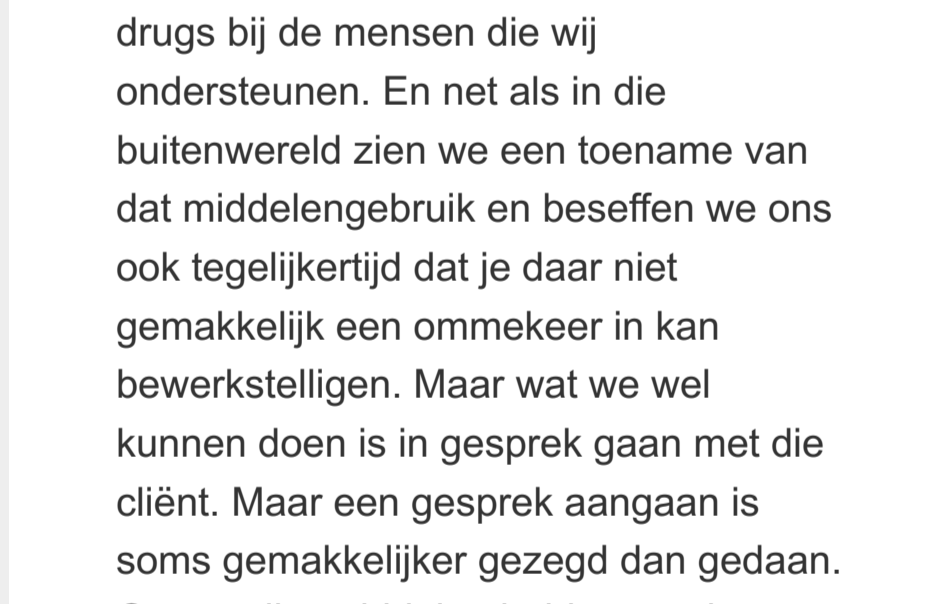 drugs bij de mensen die wij
ondersteunen. En net als in die
buitenwereld zien we een toename van
dat middelengebruik en beseffen we ons
ook tegelijkertijd dat je daar niet
gemakkelijk een ommekeer in kan
bewerkstelligen. Maar wat we wel
kunnen doen is in gesprek gaan met die
cliënt. Maar een gesprek aangaan is
soms gemakkelijker gezegd dan gedaan.